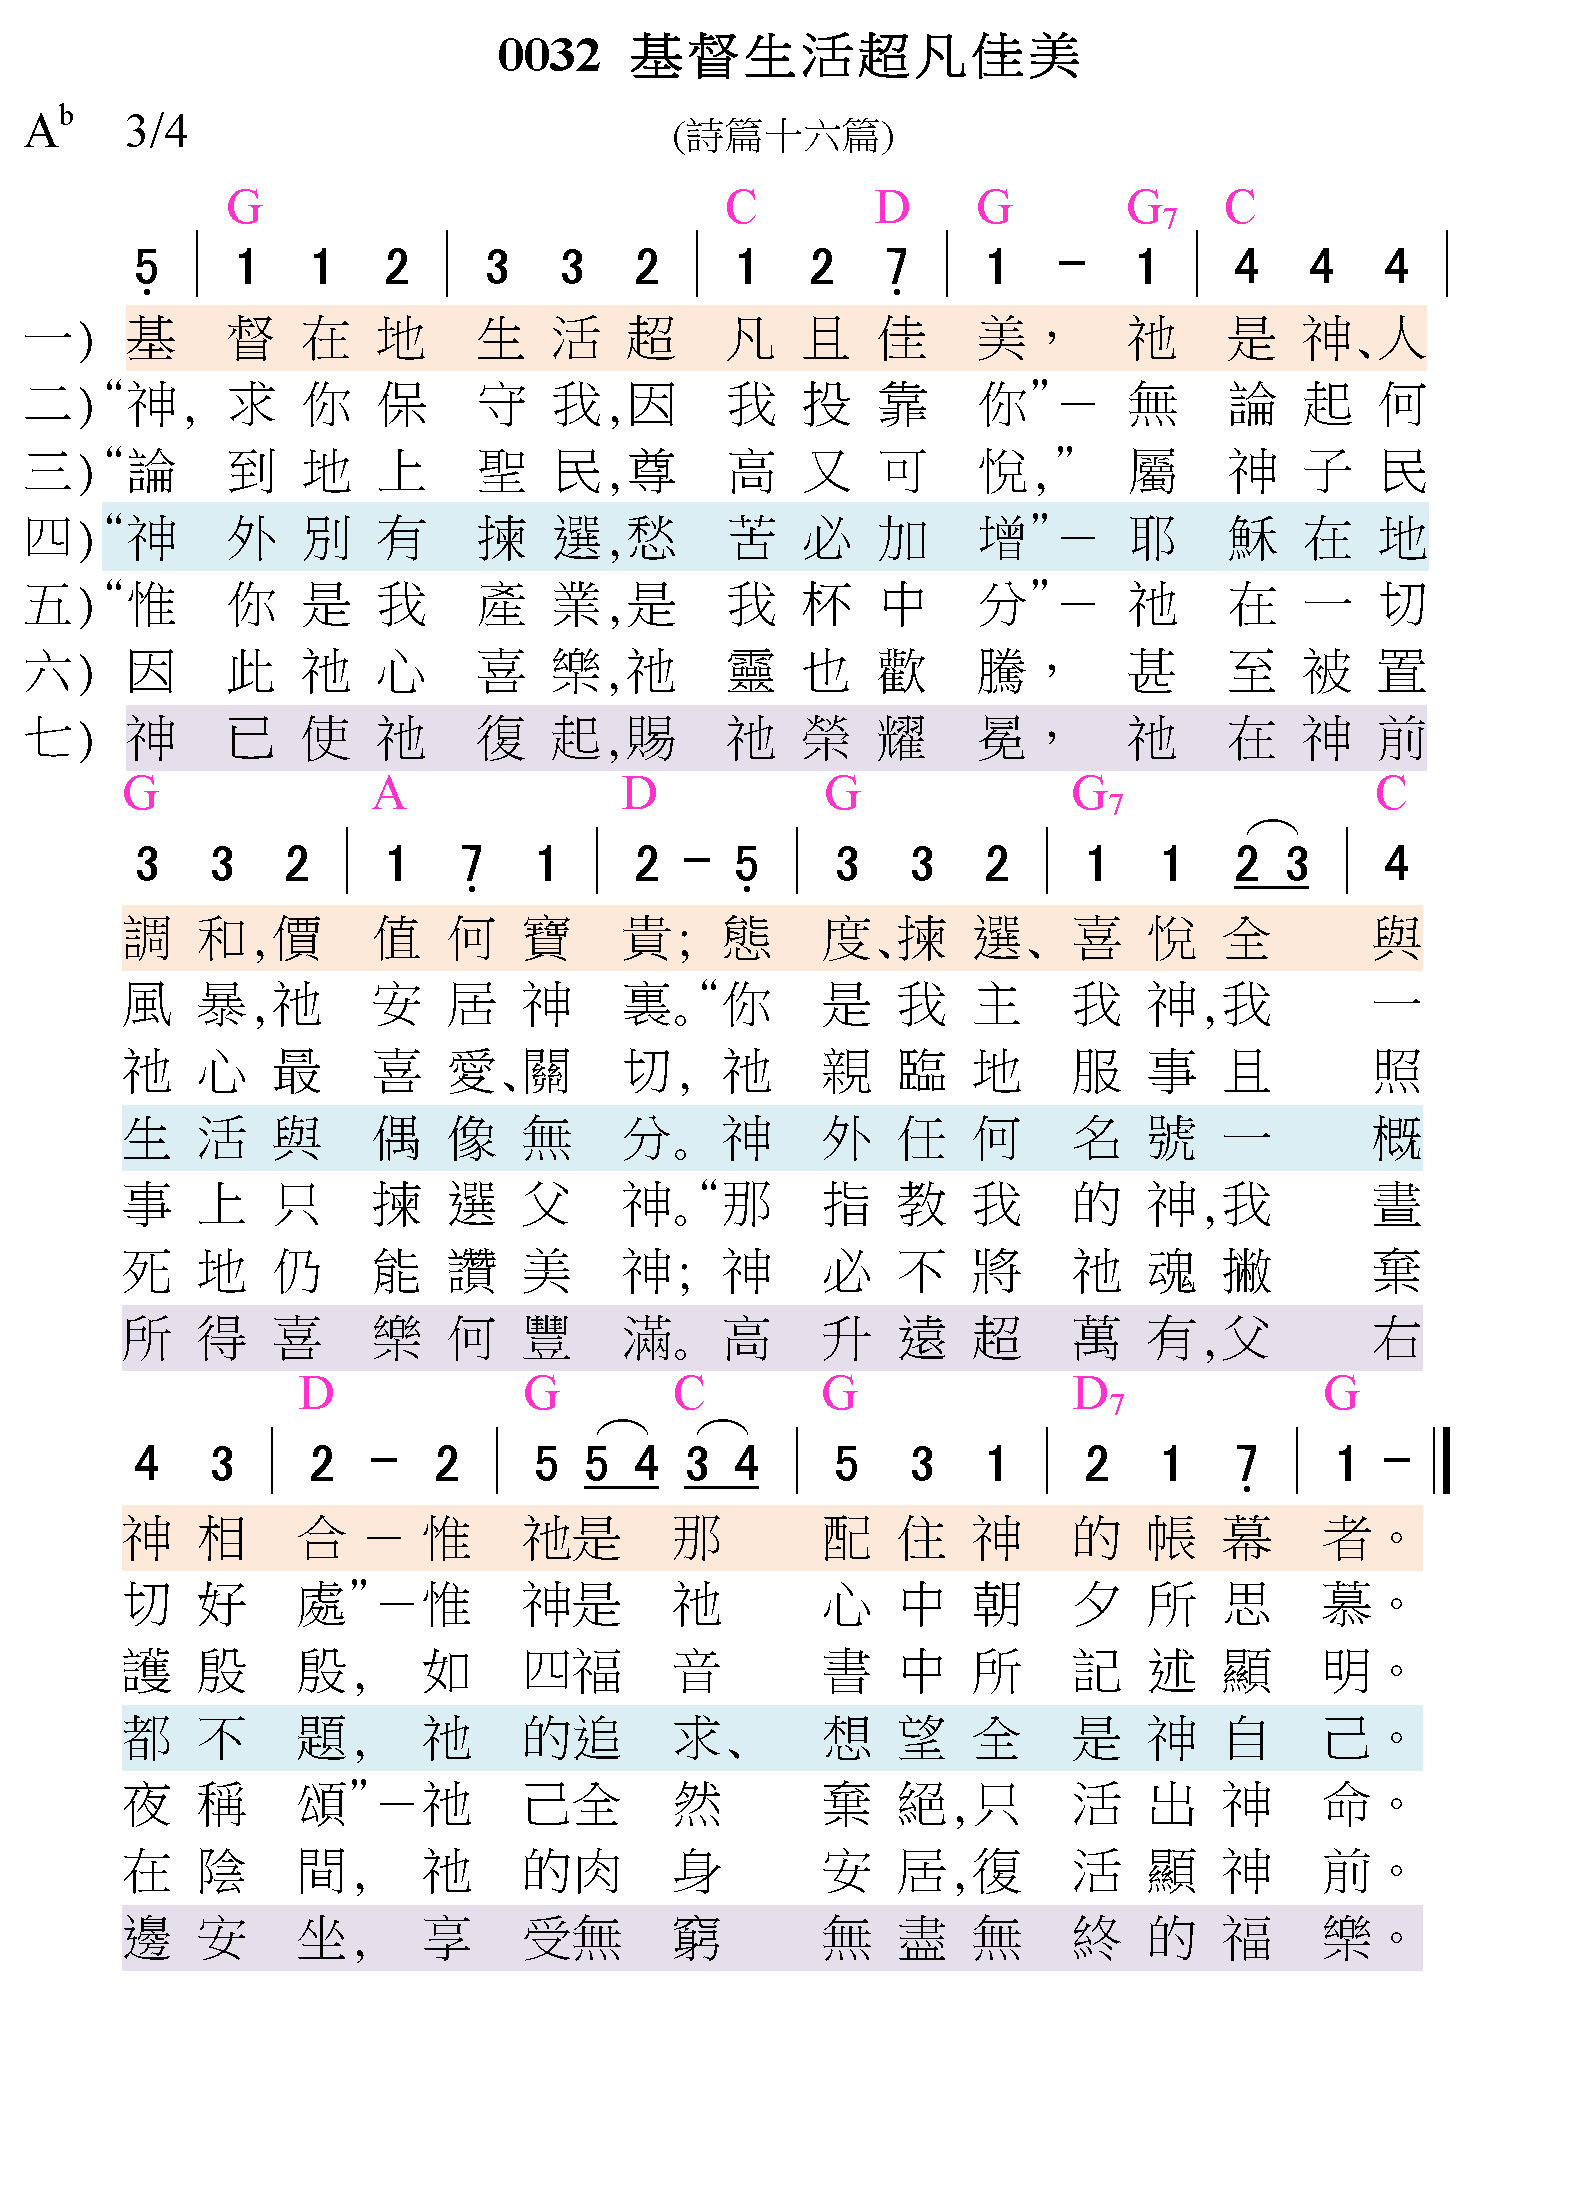 0032 基督生活超凡佳美
A♭ 3/4 (詩篇十六篇)
G C D G G7 C
5̣ | 1 1 2 | 3 3 2 | 1 2 7̣ | 1 － 1 | 4 4 4 |
一) 基督在地生活超凡且佳美，祂是神、人
二)“神, 求你保守我,因我投靠你”－無論起何
三)“論到地上聖民,尊高又可悅,” 屬神子民
四)“神外別有揀選,愁苦必加增”－耶穌在地
五)“惟你是我產業,是我杯中分”－祂在一切
六) 因此祂心喜樂,祂靈也歡騰，甚至被置
七) 神已使祂復起,賜祂榮耀冕，祂在神前
G A D G G7 C
3 3 2 | 1 7̣ 1 | 2 － 5̣ | 3 3 2 | 1 1 2 3 | 4
調和,價值何寶貴; 態度、揀選、喜悅全與
風暴,祂安居神裏。“你是我主我神,我一
祂心最喜愛、關切, 祂親臨地服事且照
生活與偶像無分。神外任何名號一概
事上只揀選父神。“那指教我的神,我晝
死地仍能讚美神; 神必不將祂魂撇棄
所得喜樂何豐滿。高升遠超萬有,父右
D G C G D7 G
4 3 | 2 － 2 | 5 5 4 3 4 | 5 3 1 | 2 1 7̣ | 1 － ‖
神相合－惟祂是那配住神的帳幕者。
切好處”－惟神是祂心中朝夕所思慕。
護殷殷, 如四福音書中所記述顯明。
都不題, 祂的追求、想望全是神自己。
夜稱頌”－祂己全然棄絕,只活出神命。
在陰間, 祂的肉身安居,復活顯神前。
邊安坐, 享受無窮無盡無終的福樂。